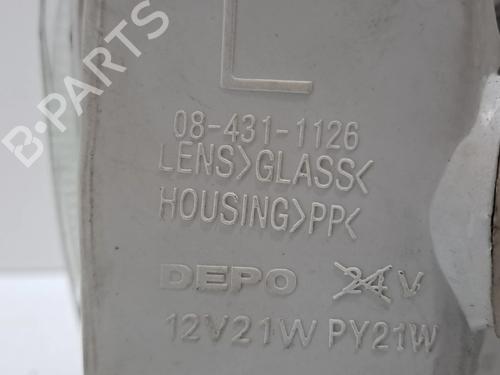 L
08-431-1126
LENS>GLASS<
HOUSING>PP<
DEPO 24V
12V21W PY21W
B-PARTS